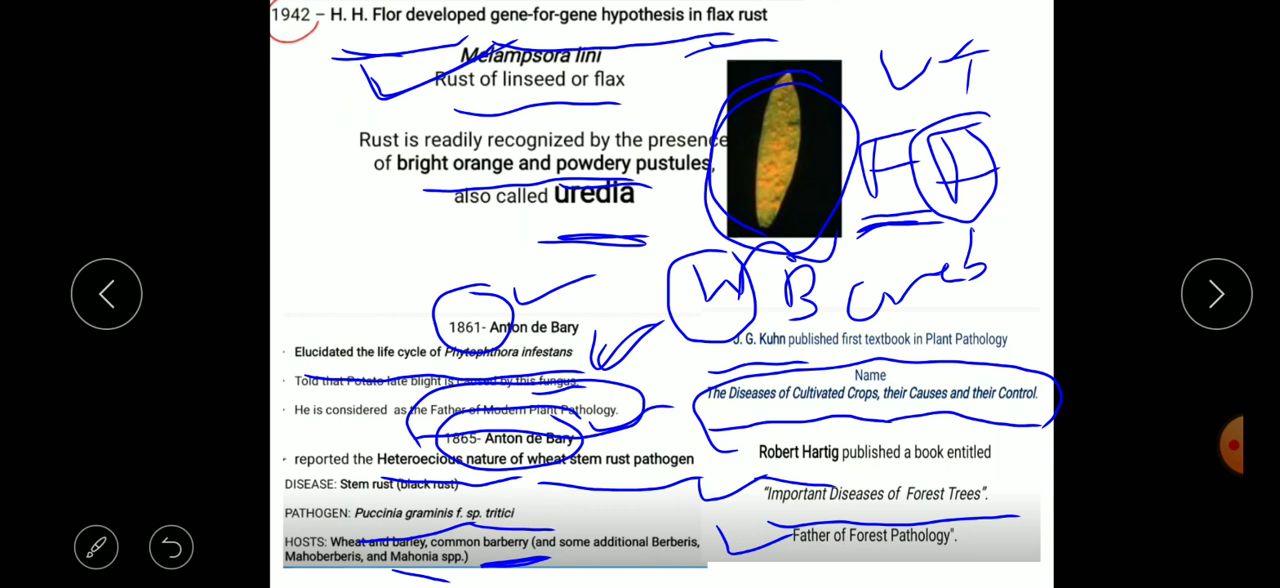 1942 – H. H. Flor developed gene-for-gene hypothesis in flax rust
Melampsora lini
Rust of linseed or flax
Rust is readily recognized by the presence
of bright orange and powdery pustules,
also called uredia
1861- Anton de Bary
· Elucidated the life cycle of Phytophthora infestans
· Told that Potato late blight is caused by this fungus.
· He is considered as the Father of Modern Plant Pathology.
1865- Anton de Bary
· reported the Heteroecious nature of wheat stem rust pathogen
DISEASE: Stem rust (black rust)
PATHOGEN: Puccinia graminis f. sp. tritici
HOSTS: Wheat and barley, common barberry (and some additional Berberis,
Mahoberberis, and Mahonia spp.)
W B
J. G. Kuhn published first textbook in Plant Pathology
Name
The Diseases of Cultivated Crops, their Causes and their Control.
Robert Hartig published a book entitled
“Important Diseases of Forest Trees”.
Father of Forest Pathology".